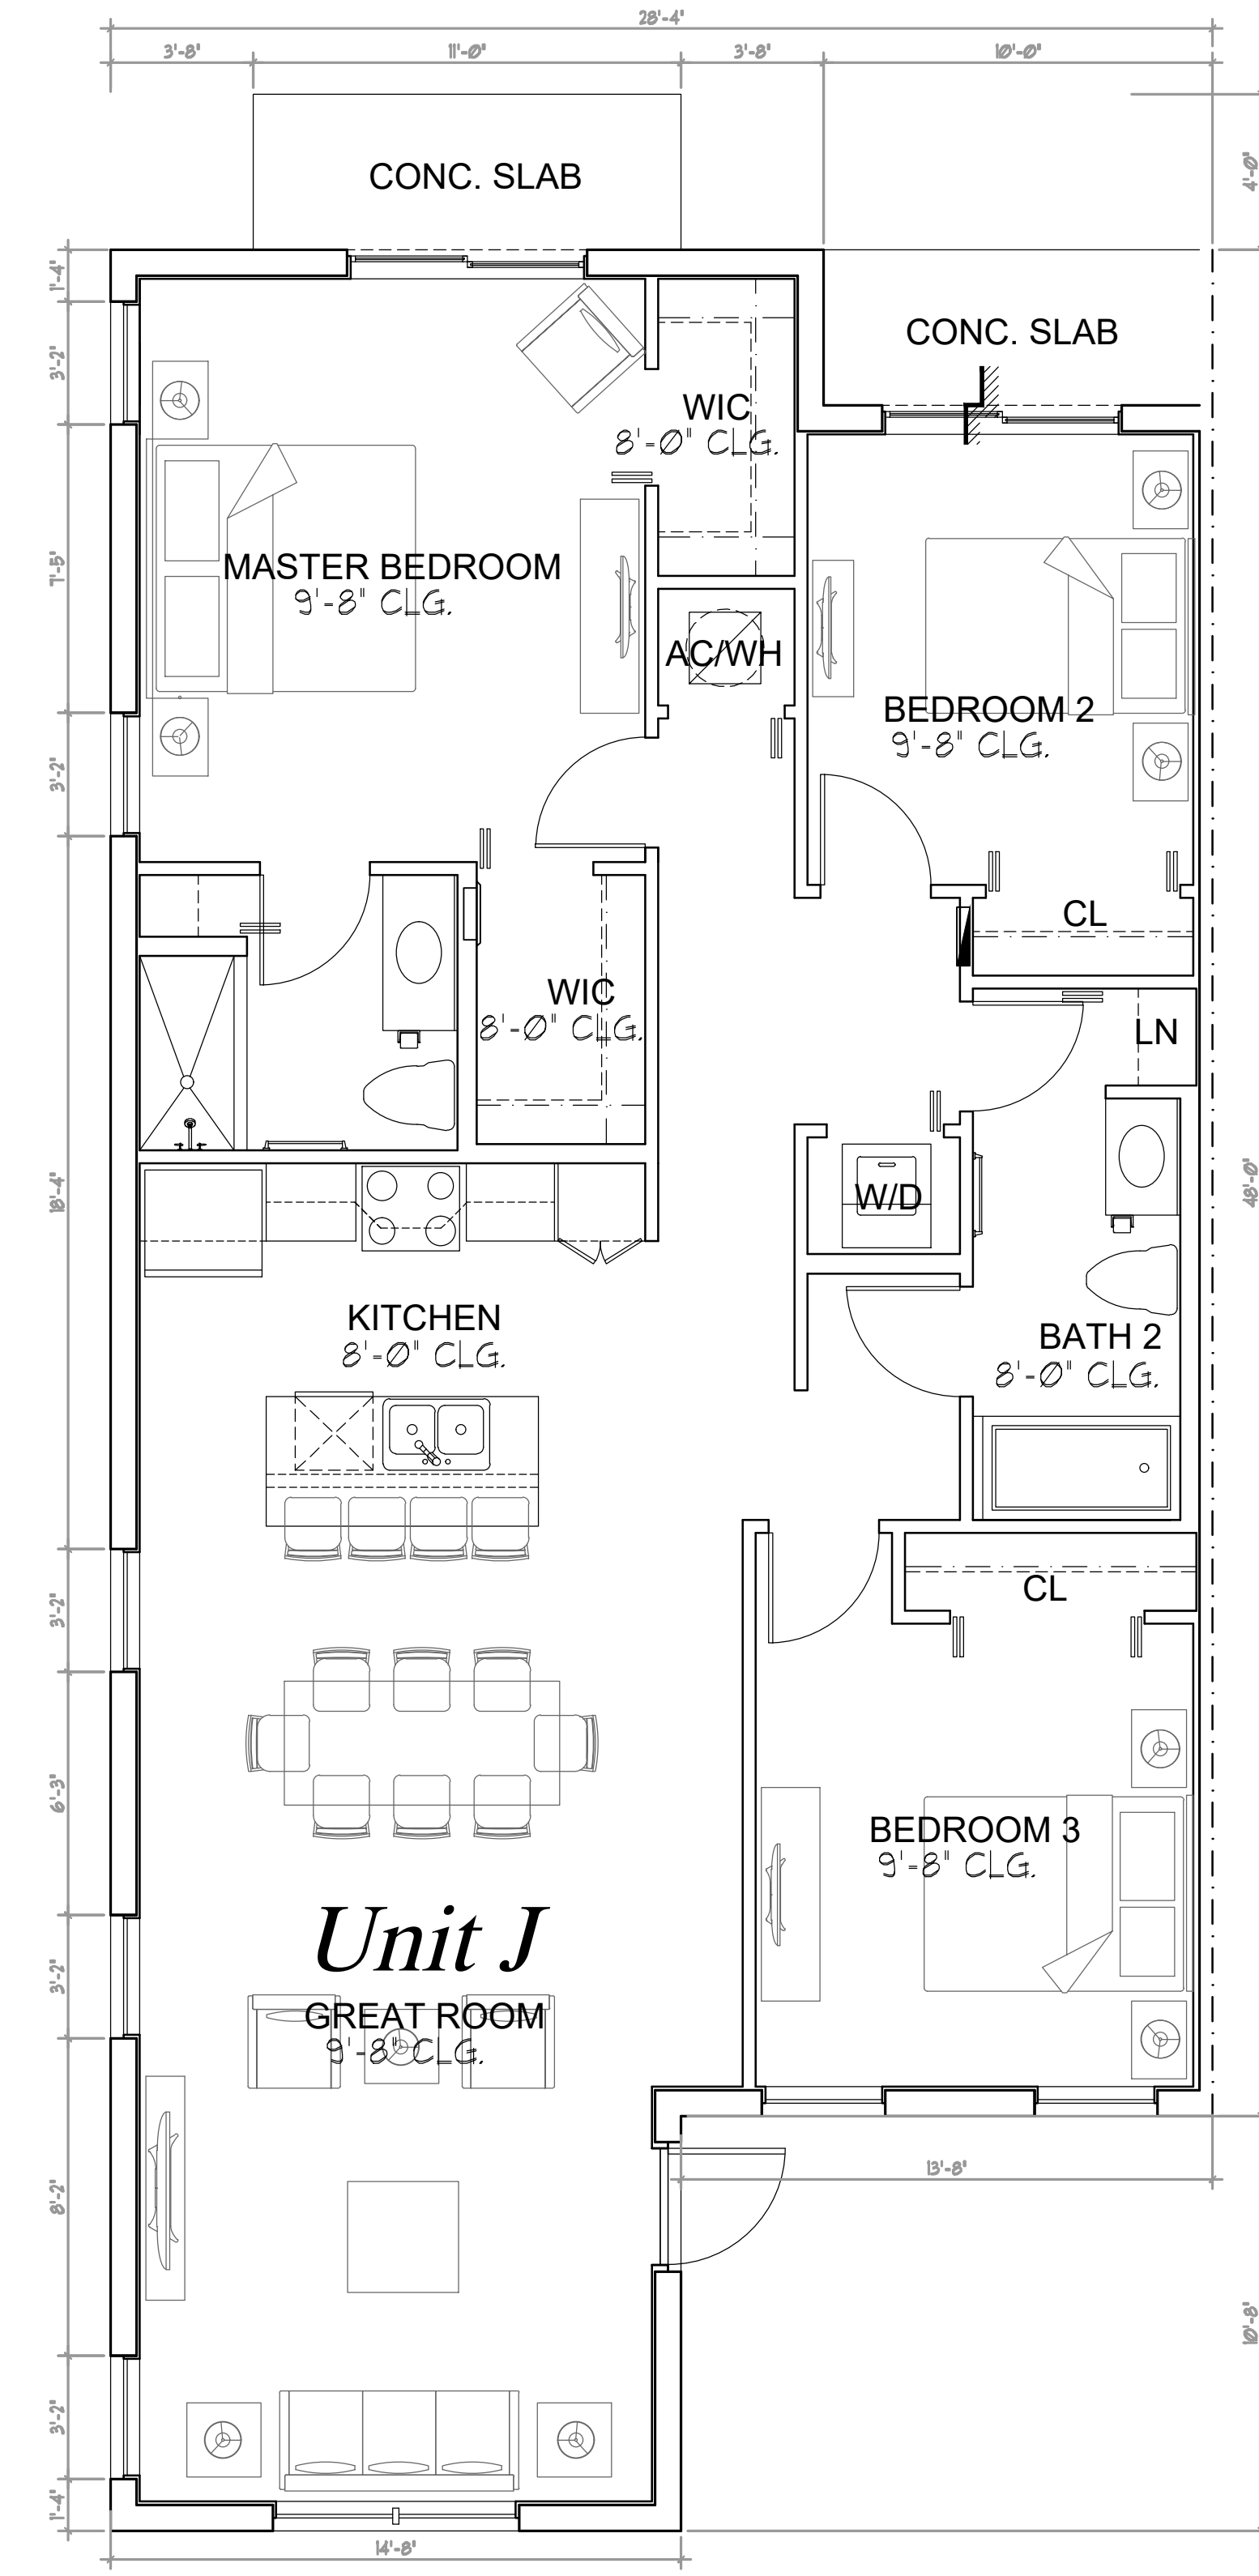 28'-4"
3'-8" 11'-0" 3'-8" 10'-0"
CONC. SLAB
4'-0"
1'-4"
CONC. SLAB
3'-2"
WIC
8'-0" CLG.
MASTER BEDROOM
9'-8" CLG.
7'-5"
AC/WH
BEDROOM 2
9'-8" CLG.
3'-2"
CL
WIC
8'-0" CLG.
LN
18'-4"
W/D
48'-0"
KITCHEN
8'-0" CLG.
BATH 2
8'-0" CLG.
CL
3'-2"
6'-3"
BEDROOM 3
9'-8" CLG.
Unit J
3'-2"
GREAT ROOM
9'-8" CLG.
13'-8"
8'-2"
10'-8"
3'-2"
1'-4"
14'-8"